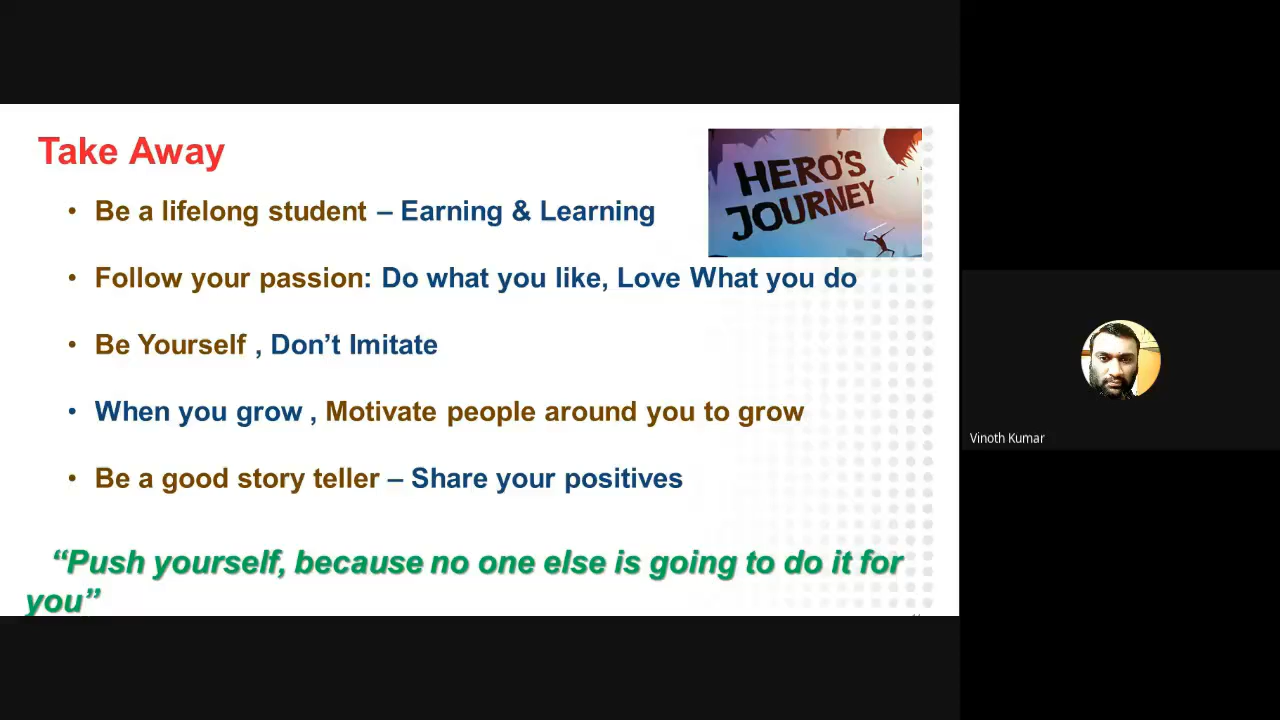 Take Away
HERO'S
JOURNEY
• Be a lifelong student – Earning & Learning
• Follow your passion: Do what you like, Love What you do
• Be Yourself , Don't Imitate
• When you grow , Motivate people around you to grow
• Be a good story teller – Share your positives
“Push yourself, because no one else is going to do it for
you”
Vinoth Kumar